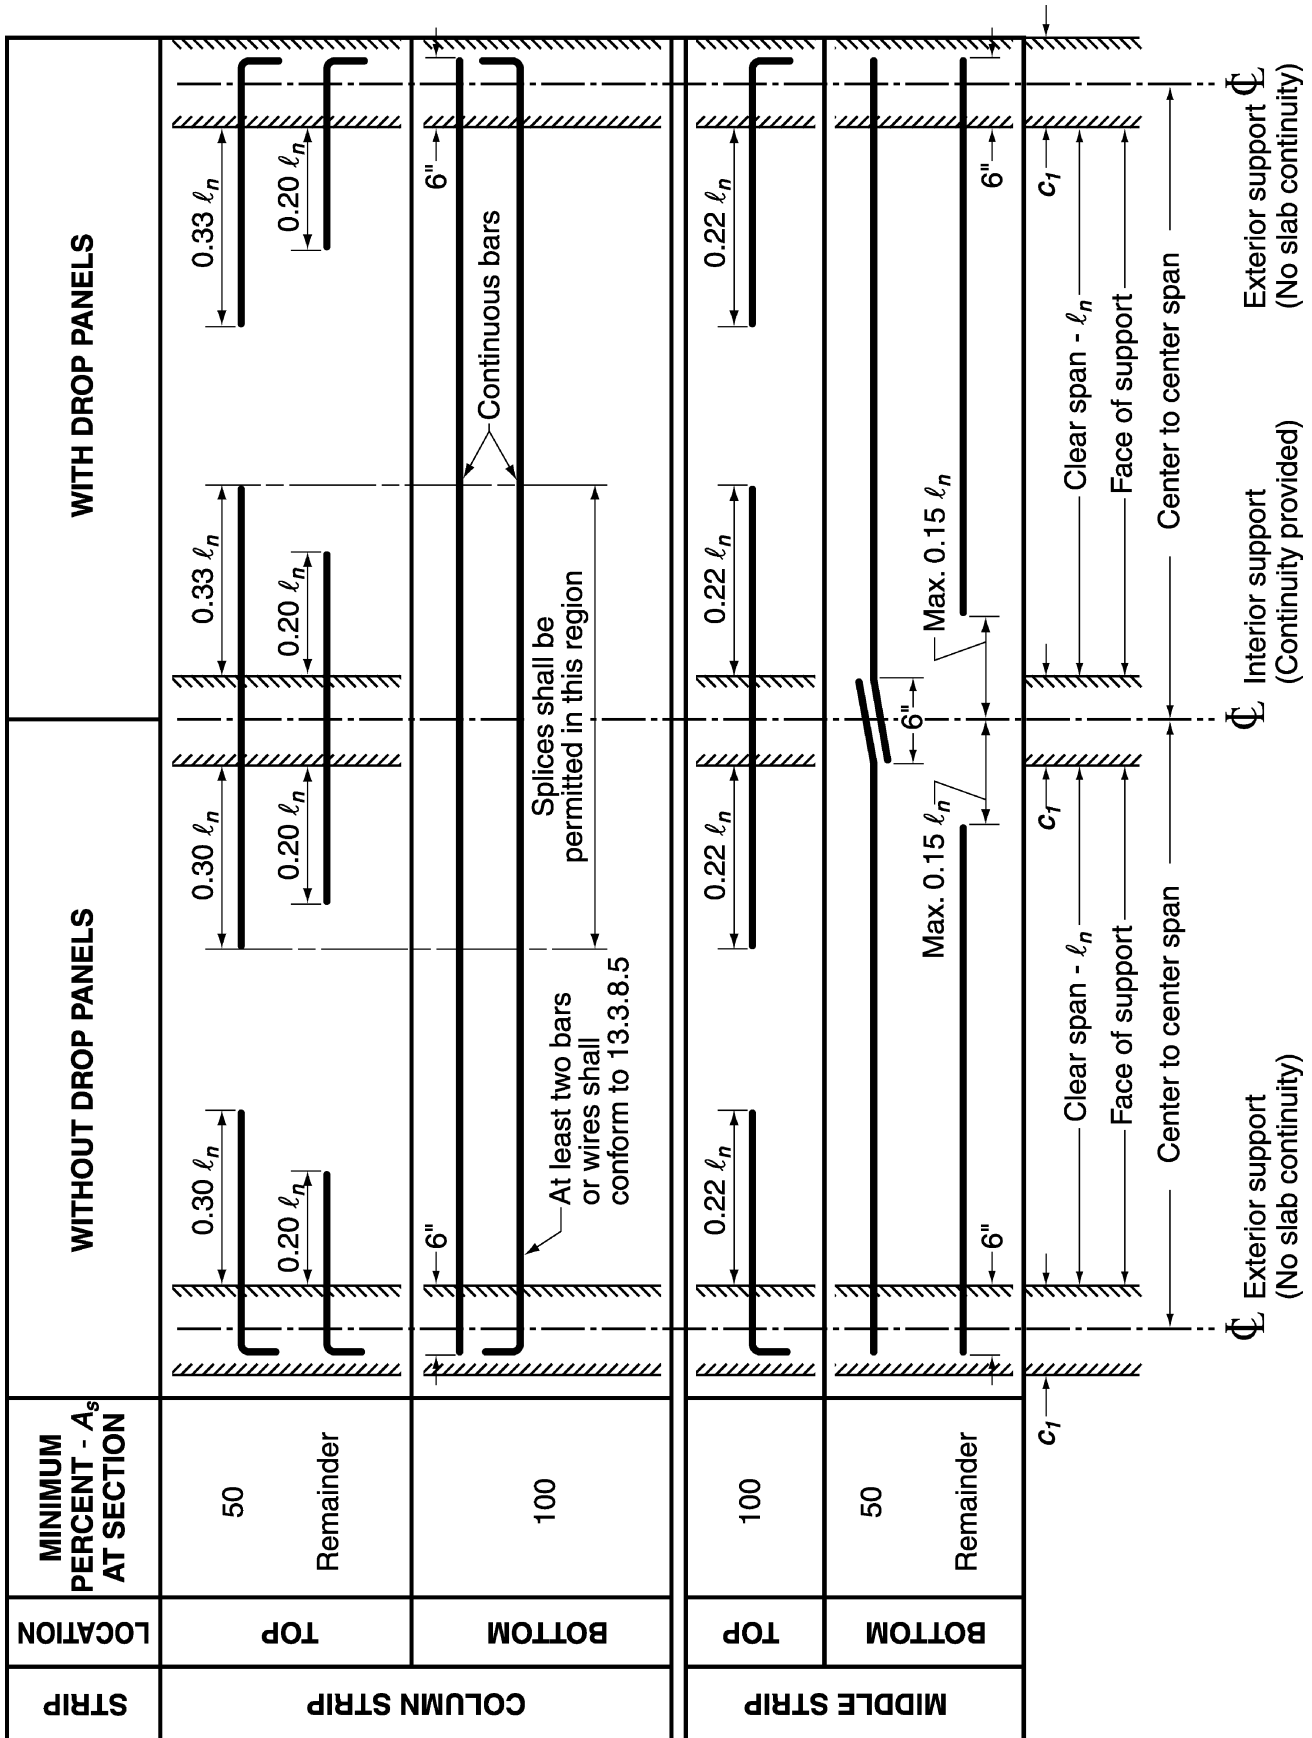 STRIP
LOCATION
MINIMUM
PERCENT - As
AT SECTION
WITHOUT DROP PANELS
WITH DROP PANELS
COLUMN STRIP
TOP
50
0.30 ℓn
0.30 ℓn
0.33 ℓn
0.33 ℓn
Remainder
0.20 ℓn
0.20 ℓn
0.20 ℓn
0.20 ℓn
BOTTOM
100
6"
6"
Continuous bars
At least two bars
or wires shall
conform to 13.3.8.5
Splices shall be
permitted in this region
MIDDLE STRIP
TOP
100
0.22 ℓn
0.22 ℓn
0.22 ℓn
0.22 ℓn
BOTTOM
50
6"
Remainder
6"
Max. 0.15 ℓn
Max. 0.15 ℓn
6"
c1
c1
c1
Clear span - ℓn
Clear span - ℓn
Face of support
Face of support
Center to center span
Center to center span
℄
℄
℄
Exterior support
(No slab continuity)
Interior support
(Continuity provided)
Exterior support
(No slab continuity)